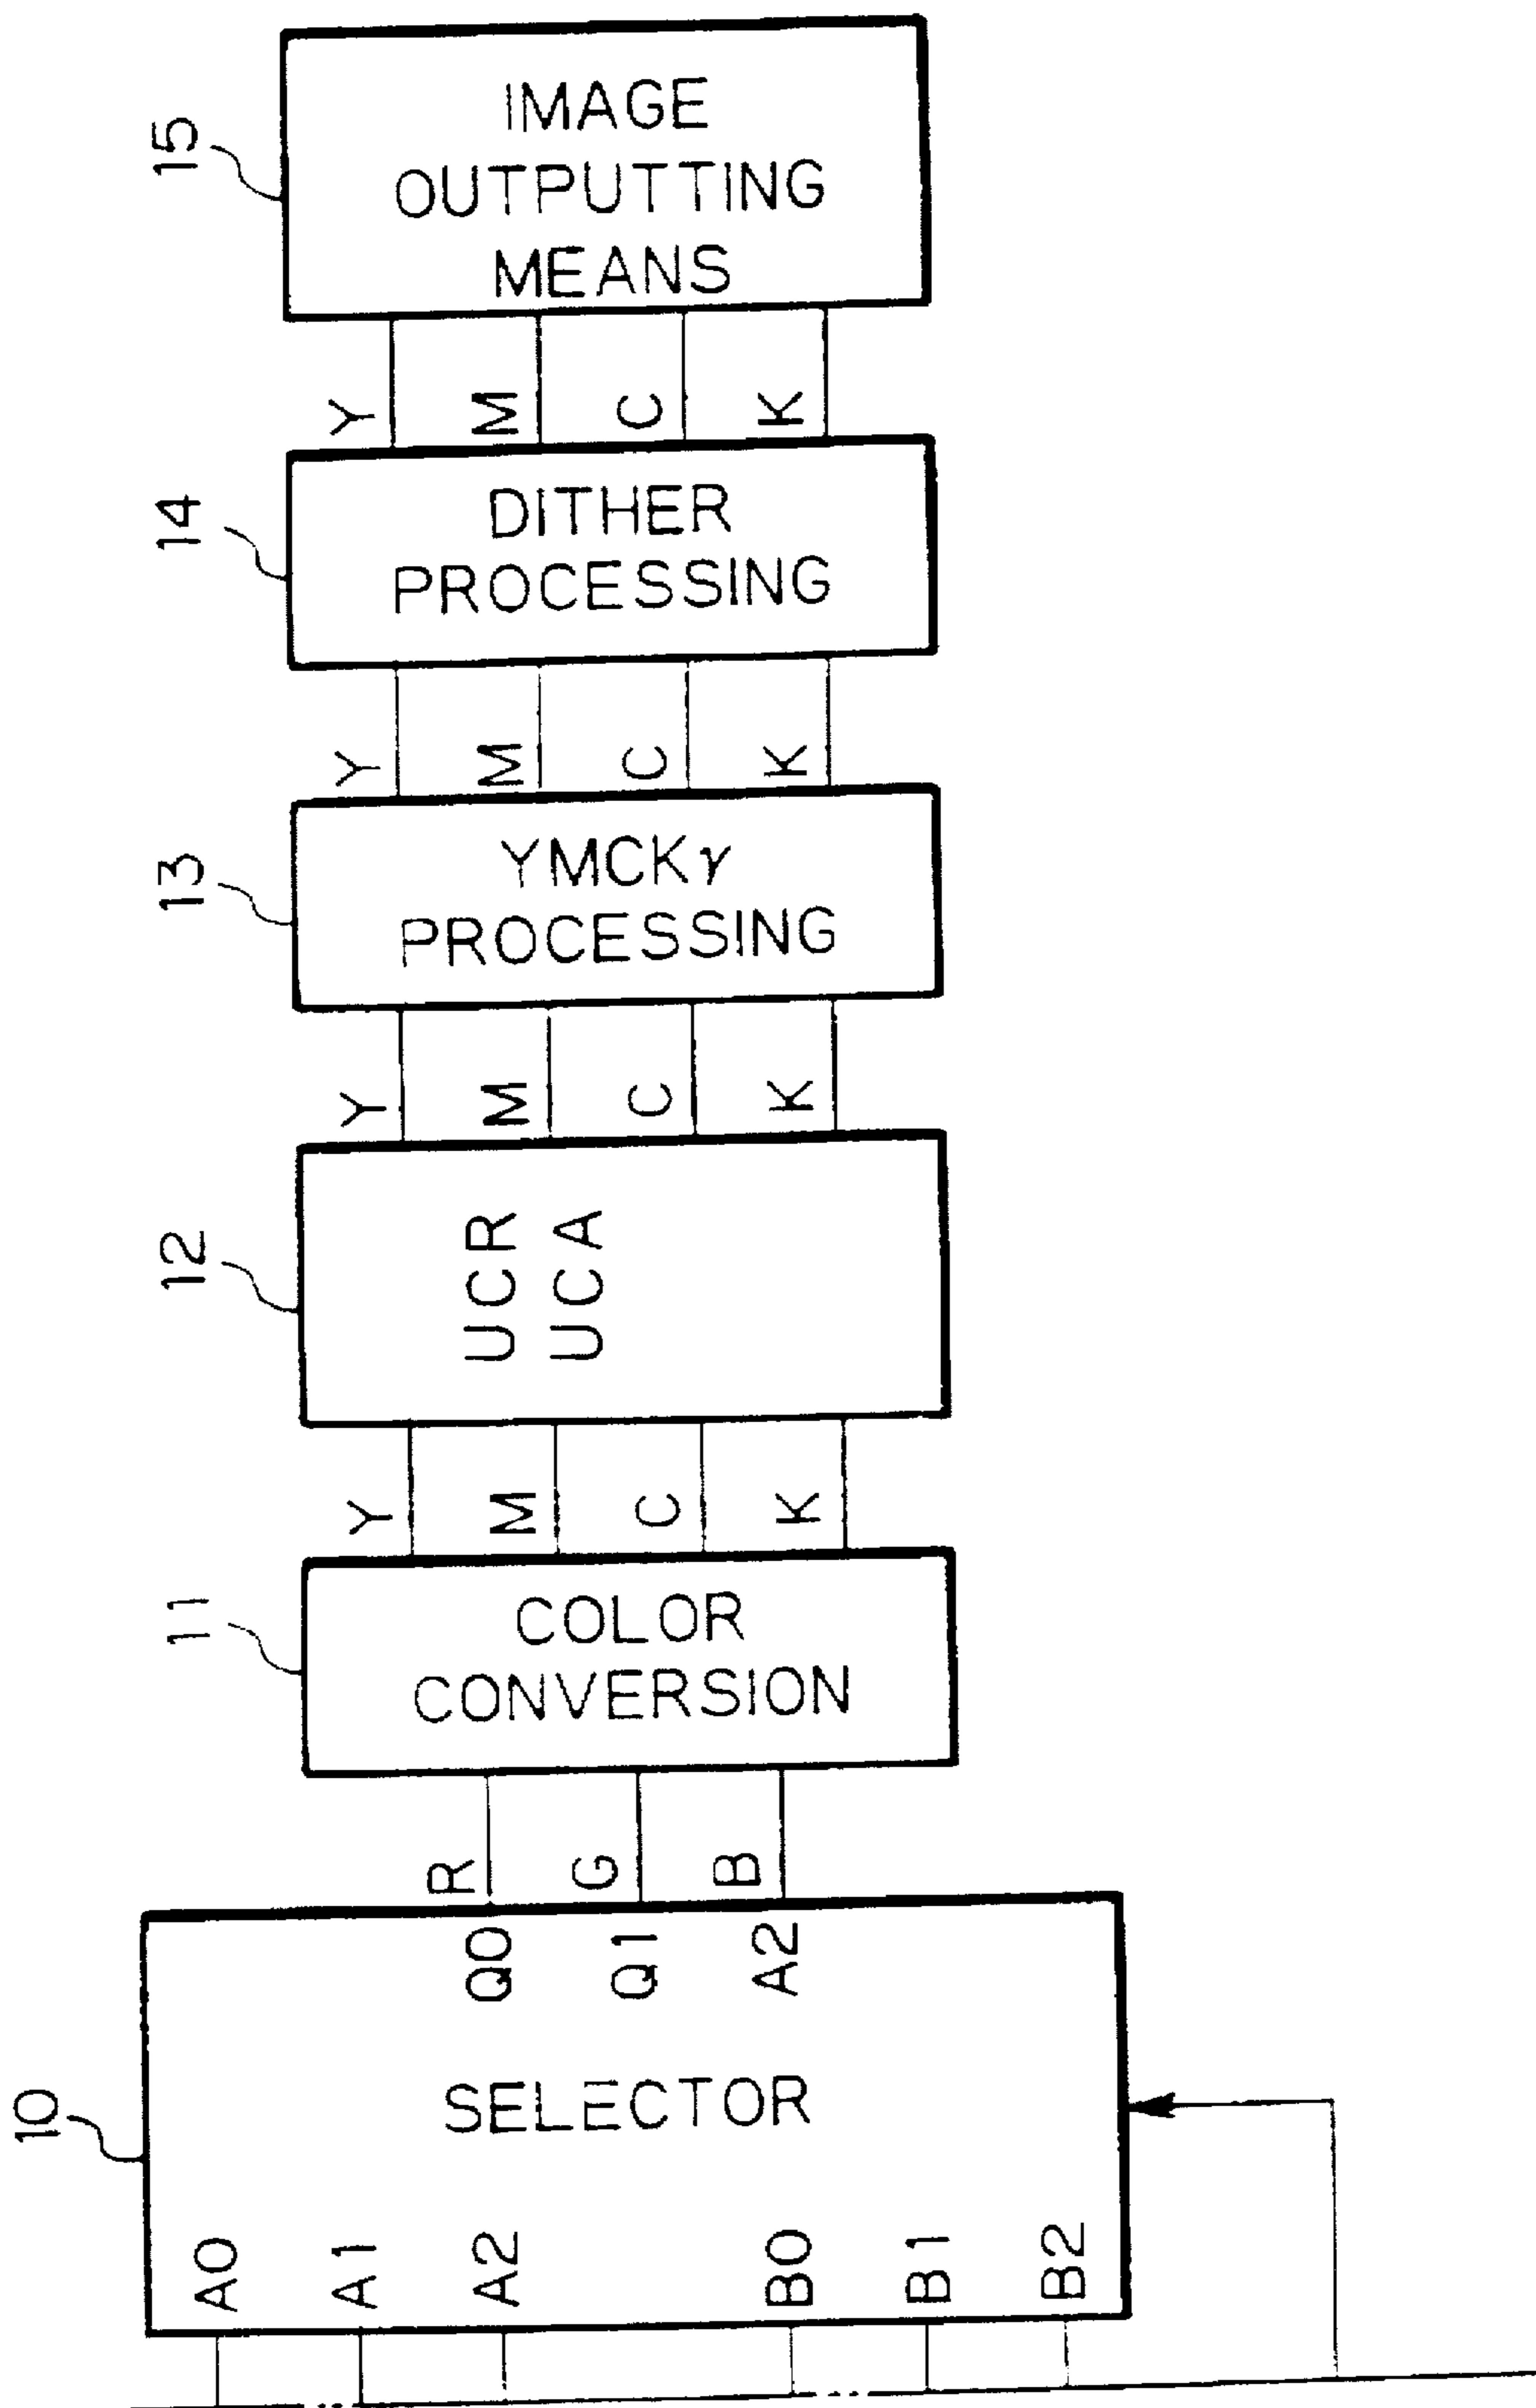 10
A0
A1
A2
B0
B1
B2
SELECTOR
Q0
Q1
A2
R
G
B
11
COLOR
CONVERSION
Y
M
C
K
12
UCR
UCA
Y
M
C
K
13
YMCKγ
PROCESSING
Y
M
C
K
14
DITHER
PROCESSING
Y
M
C
K
15
IMAGE
OUTPUTTING
MEANS